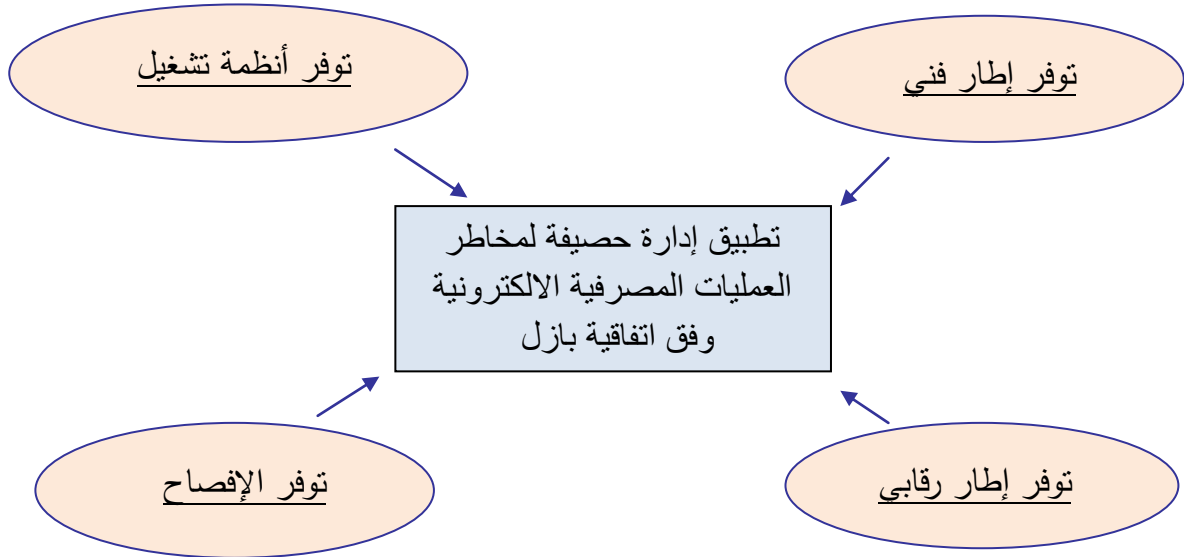 توفر إطار فني
توفر أنظمة تشغيل
تطبيق إدارة حصيفة لمخاطر
العمليات المصرفية الالكترونية
وفق اتفاقية بازل
توفر إطار رقابي
توفر الإفصاح